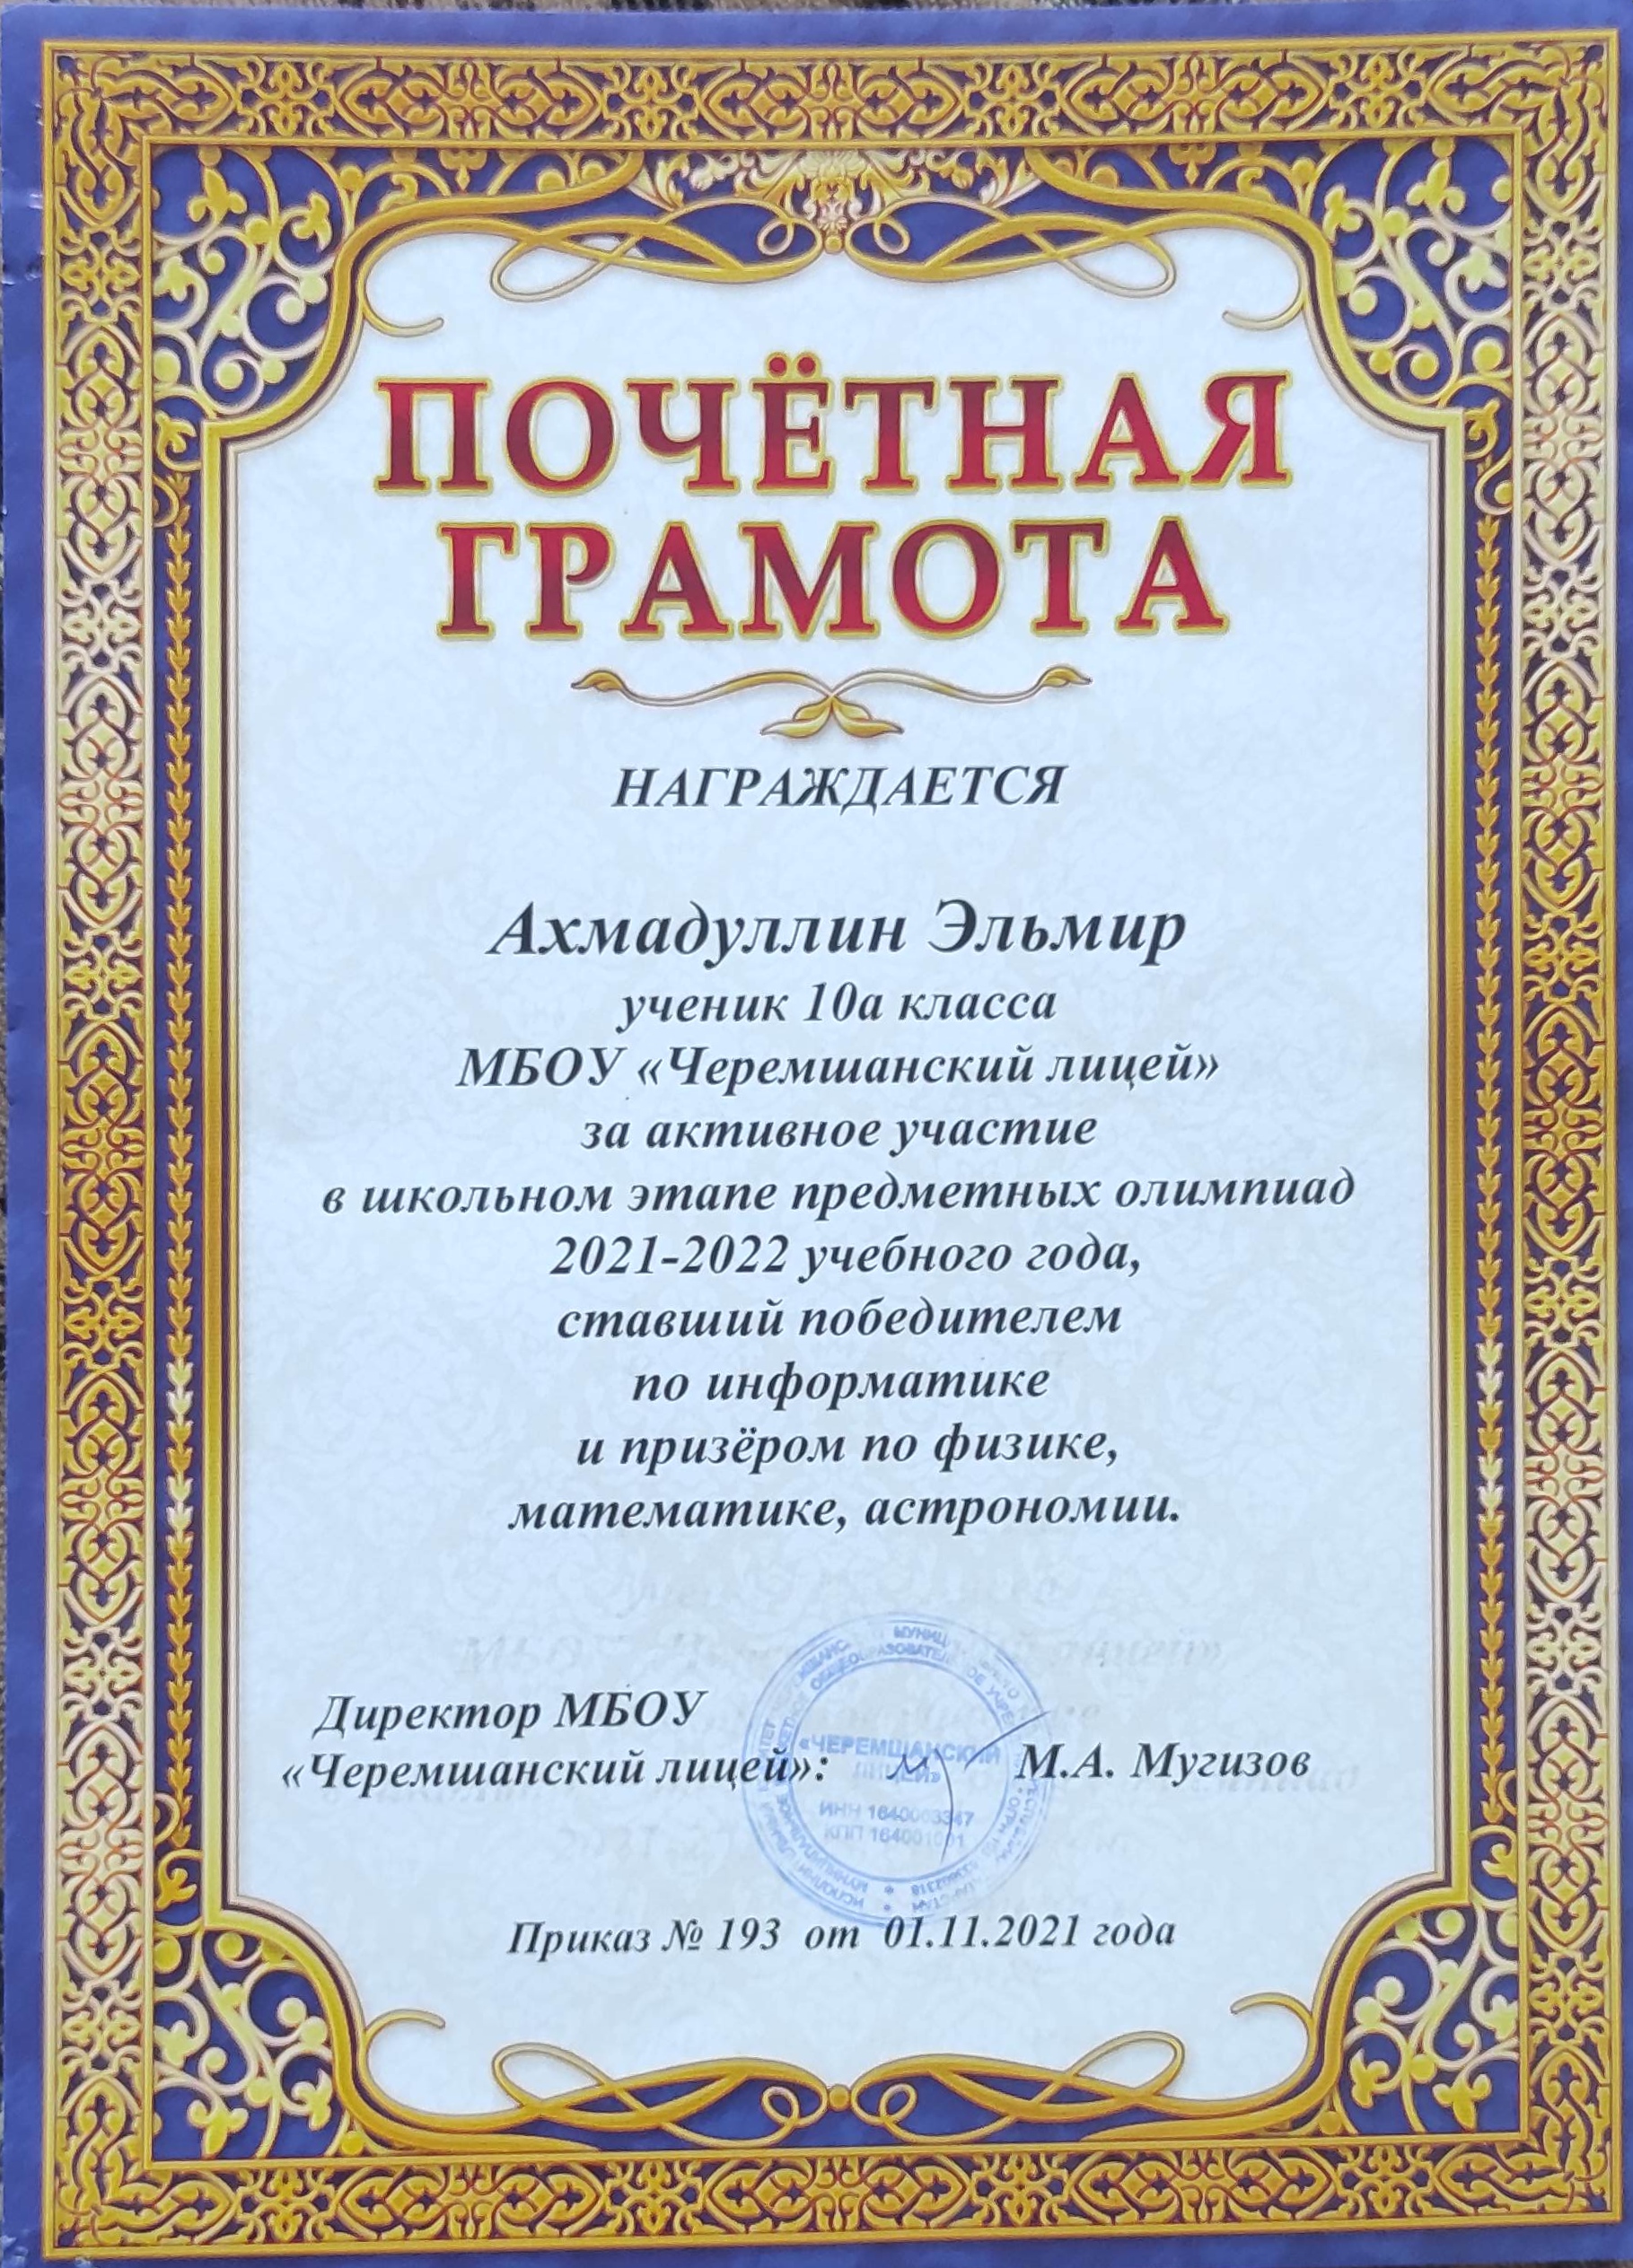 ПОЧЁТНАЯ
ГРАМОТА
НАГРАЖДАЕТСЯ
Ахмадуллин Эльмир
ученик 10а класса
МБОУ «Черемшанский лицей»
за активное участие
в школьном этапе предметных олимпиад
2021-2022 учебного года,
ставший победителем
по информатике
и призёром по физике,
математике, астрономии.
Директор МБОУ
«Черемшанский лицей»: М.А. Мугизов
«ЧЕРЕМШАНСКИЙ
ЛИЦЕЙ»
ИНН 1640003347
КПП 164001001
Приказ № 193 от 01.11.2021 года